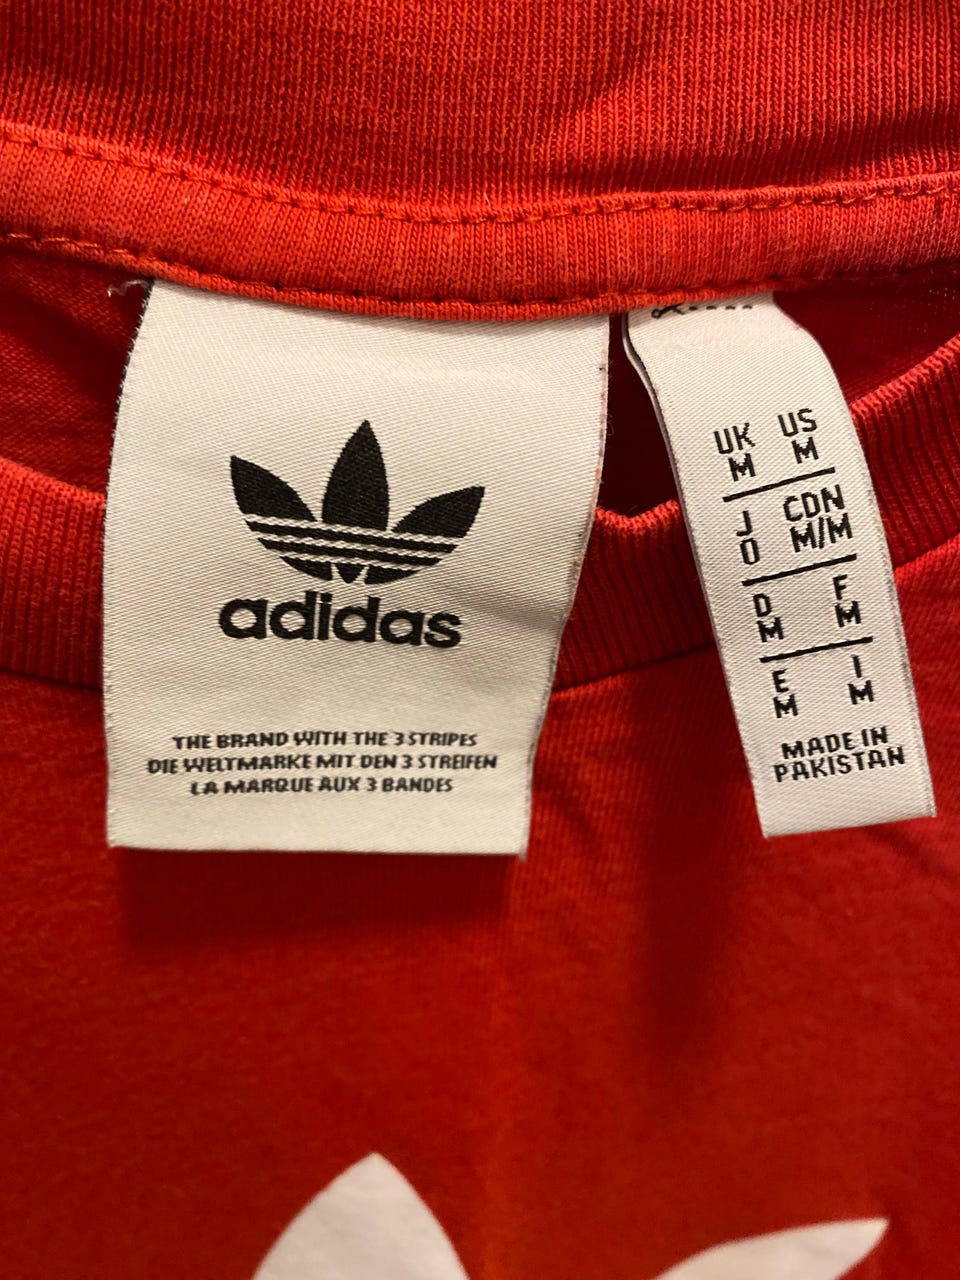 adidas
THE BRAND WITH THE 3 STRIPES
DIE WELTMARKE MIT DEN 3 STREIFEN
LA MARQUE AUX 3 BANDES
UK US
M M
J CDN
O M/M
D F
M M
E I
M M
MADE IN
PAKISTAN